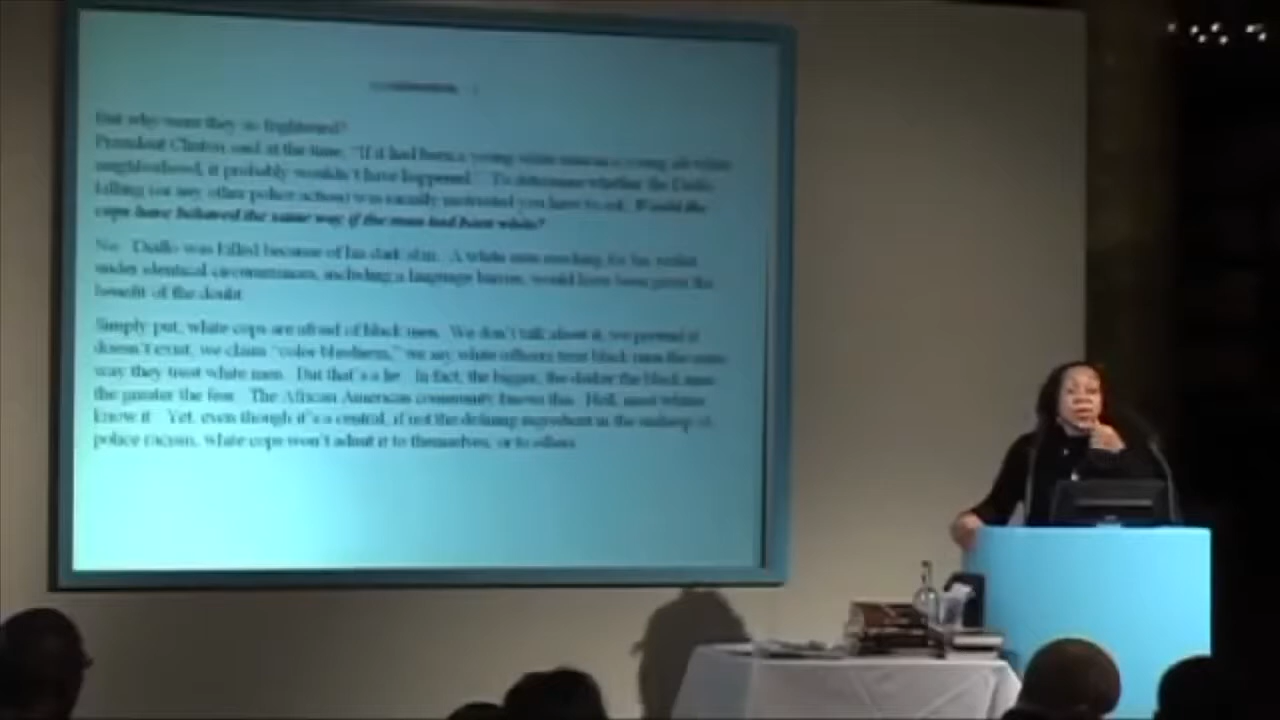 But why were they so frightened?
President Clinton said at the time, "If it had been a young white man in a young all-white
neighborhood, it probably wouldn't have happened." To determine whether the Diallo
killing (or any other police action) was racially motivated you have to ask: Would the
cops have behaved the same way if the man had been white?
No. Diallo was killed because of his dark skin. A white man reaching for his wallet
under identical circumstances, including a language barrier, would have been given the
benefit of the doubt.
Simply put, white cops are afraid of black men. We don't talk about it, we pretend it
doesn't exist, we claim "color blindness," we say white officers treat black men the same
way they treat white men. But that's a lie. In fact, the bigger, the darker the black man
the greater the fear. The African American community knows this. Hell, most whites
know it. Yet, even though it's a central, if not the defining ingredient in the makeup of
police racism, white cops won't admit it to themselves, or to others.